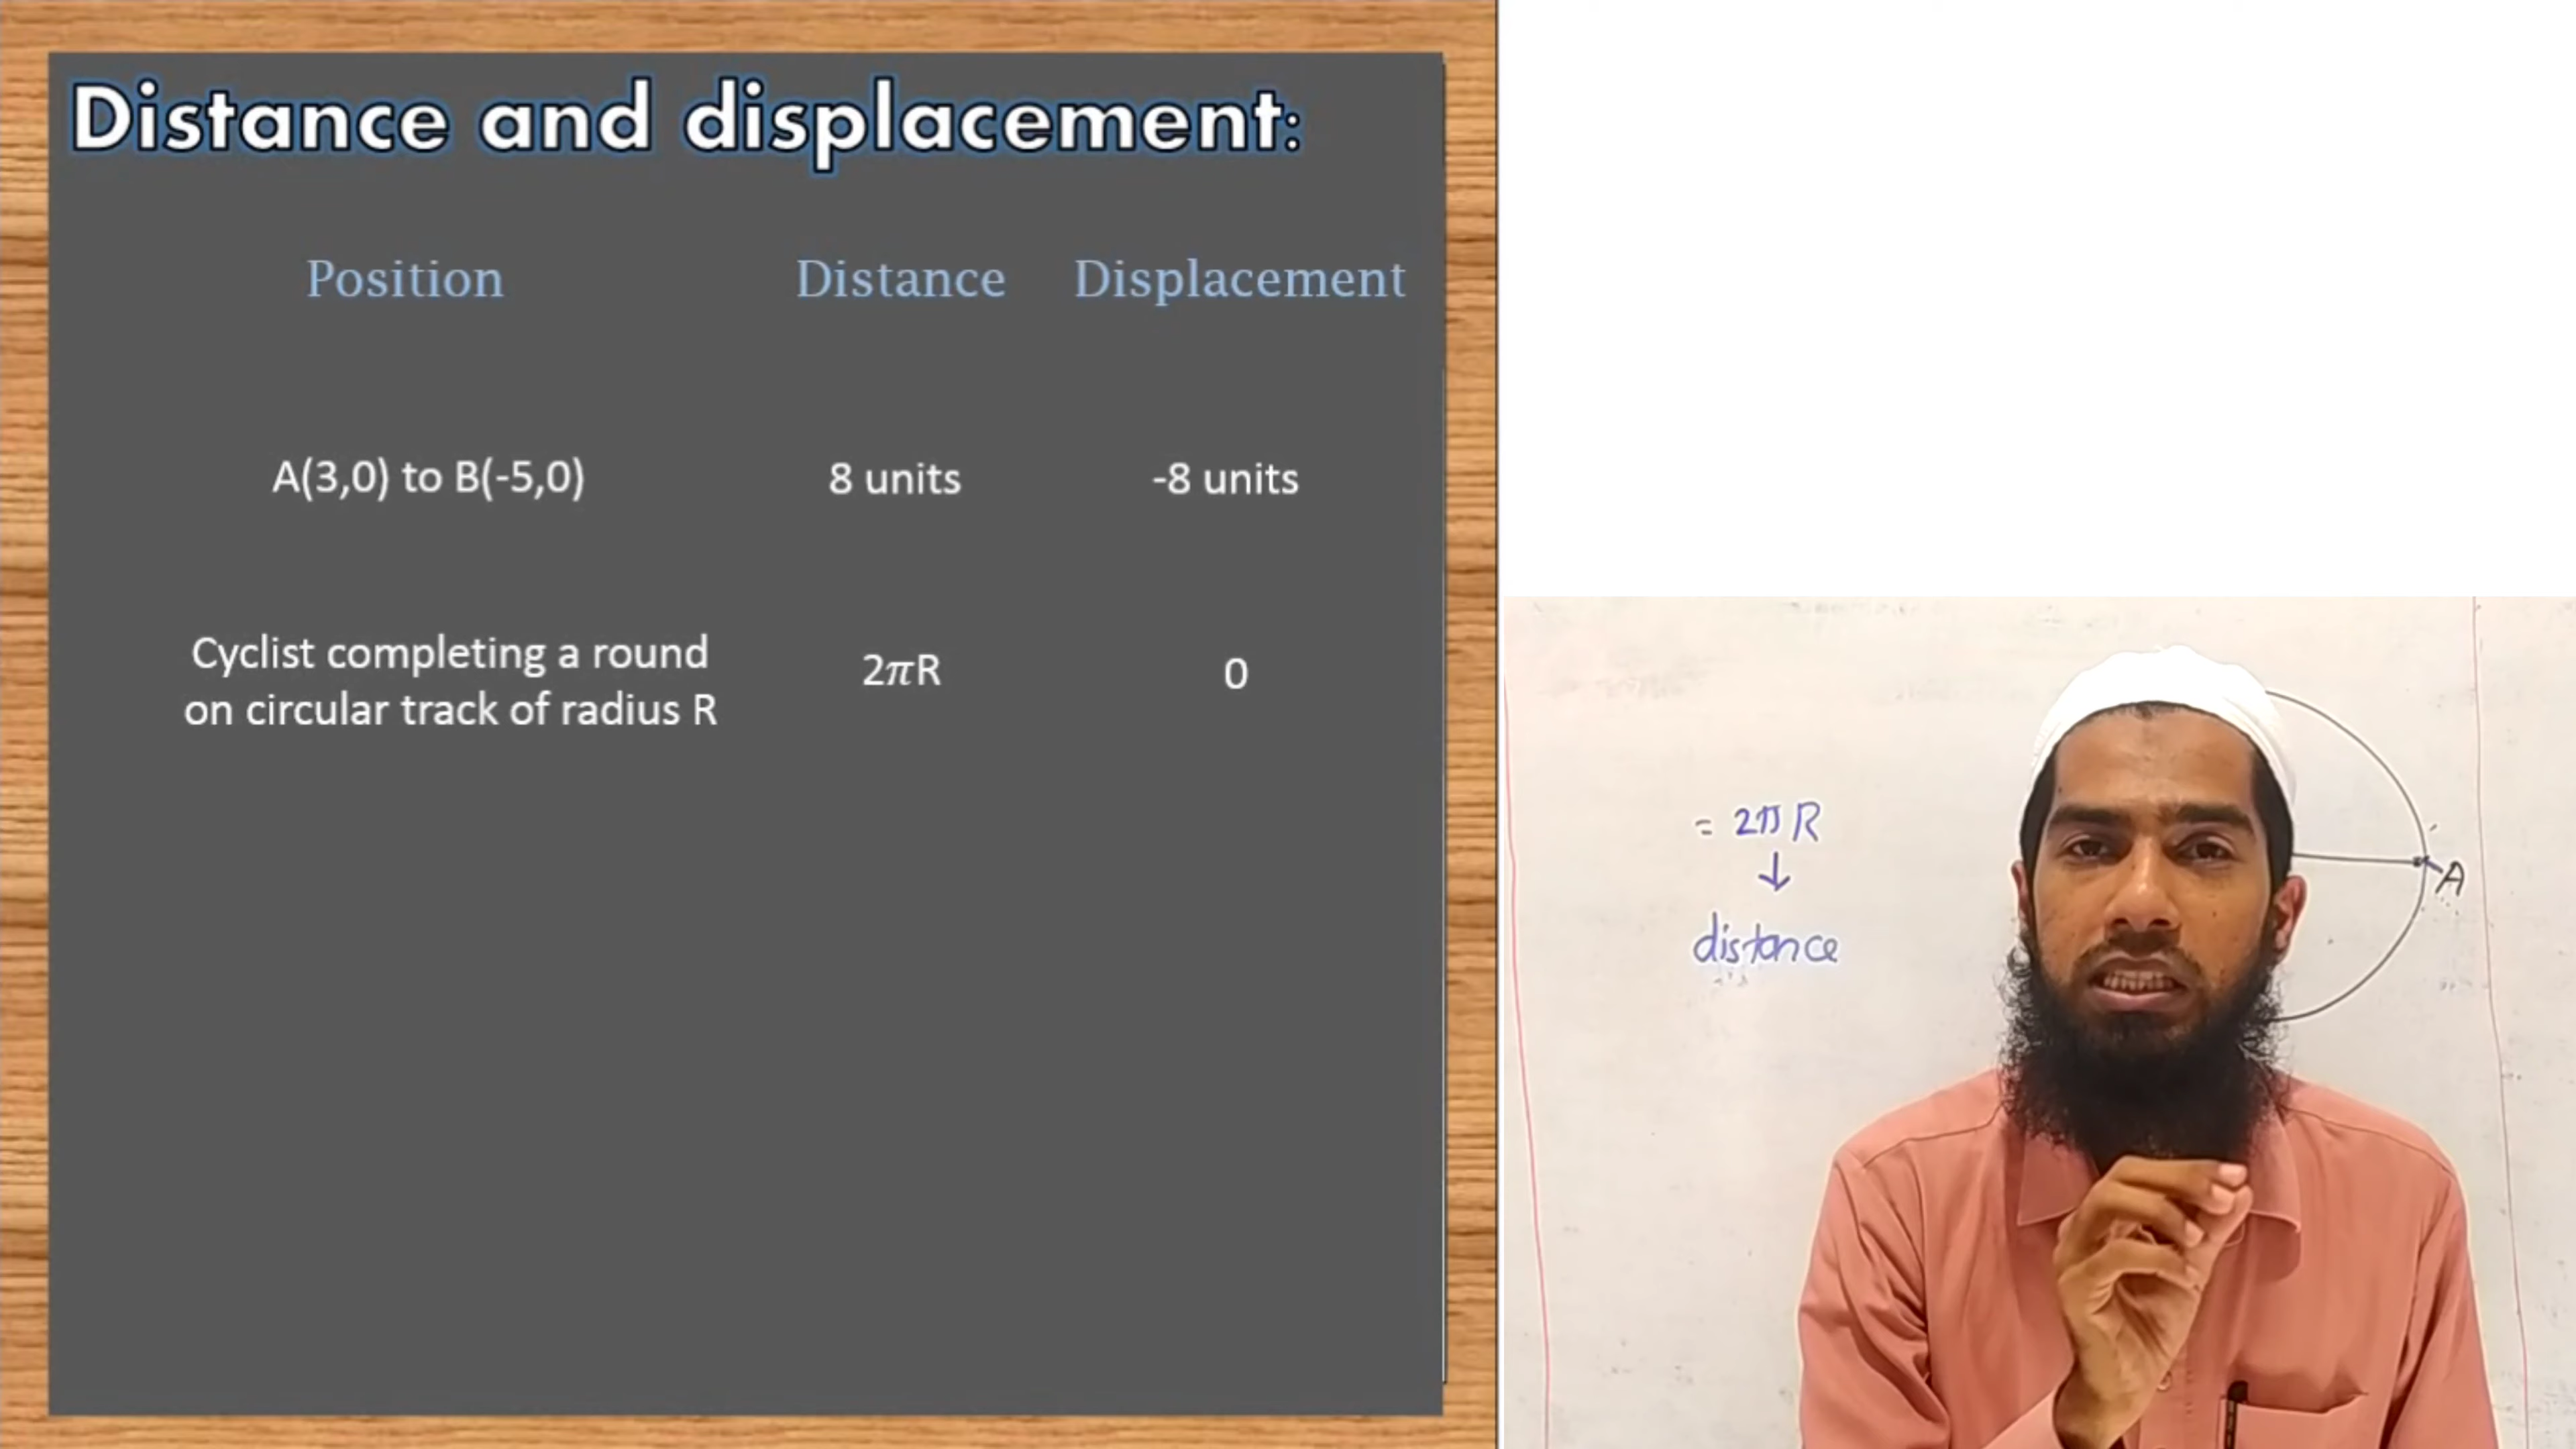 Distance and displacement:
Position Distance Displacement
A(3,0) to B(-5,0) 8 units -8 units
Cyclist completing a round
on circular track of radius R 2πR 0
= 2π R
↓
distance
A